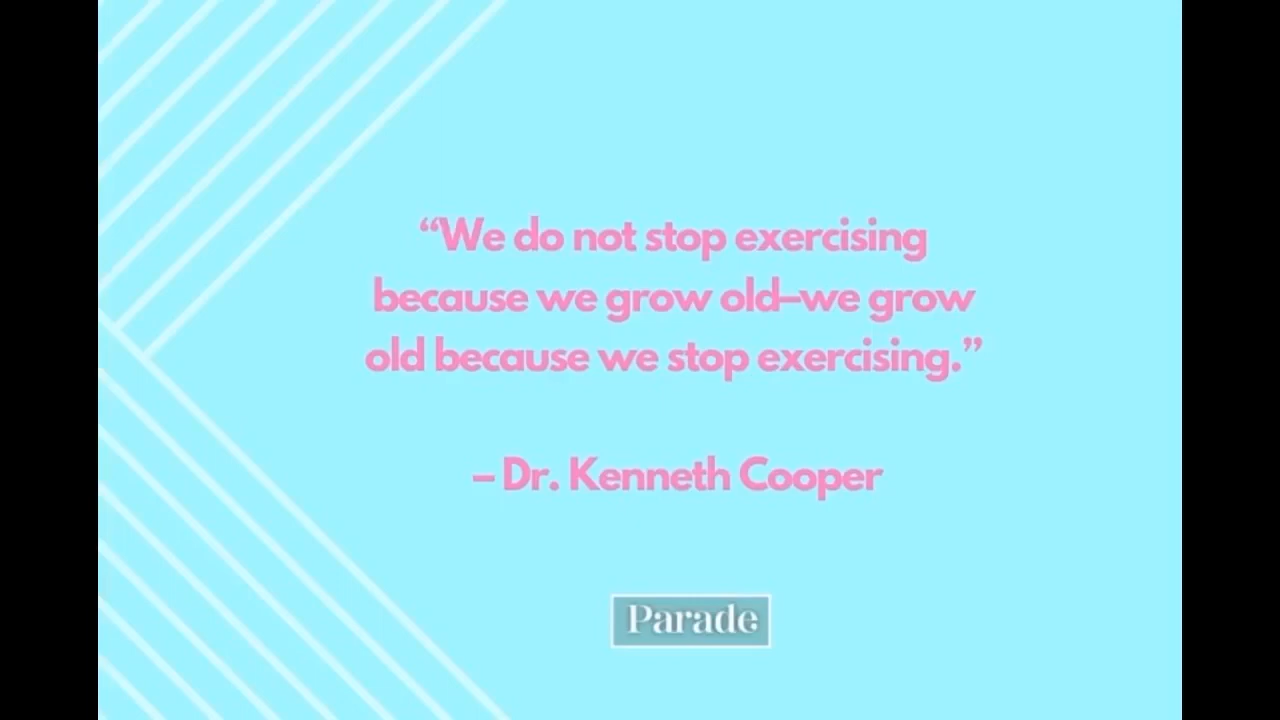 “We do not stop exercising
because we grow old–we grow
old because we stop exercising.”
– Dr. Kenneth Cooper
Parade